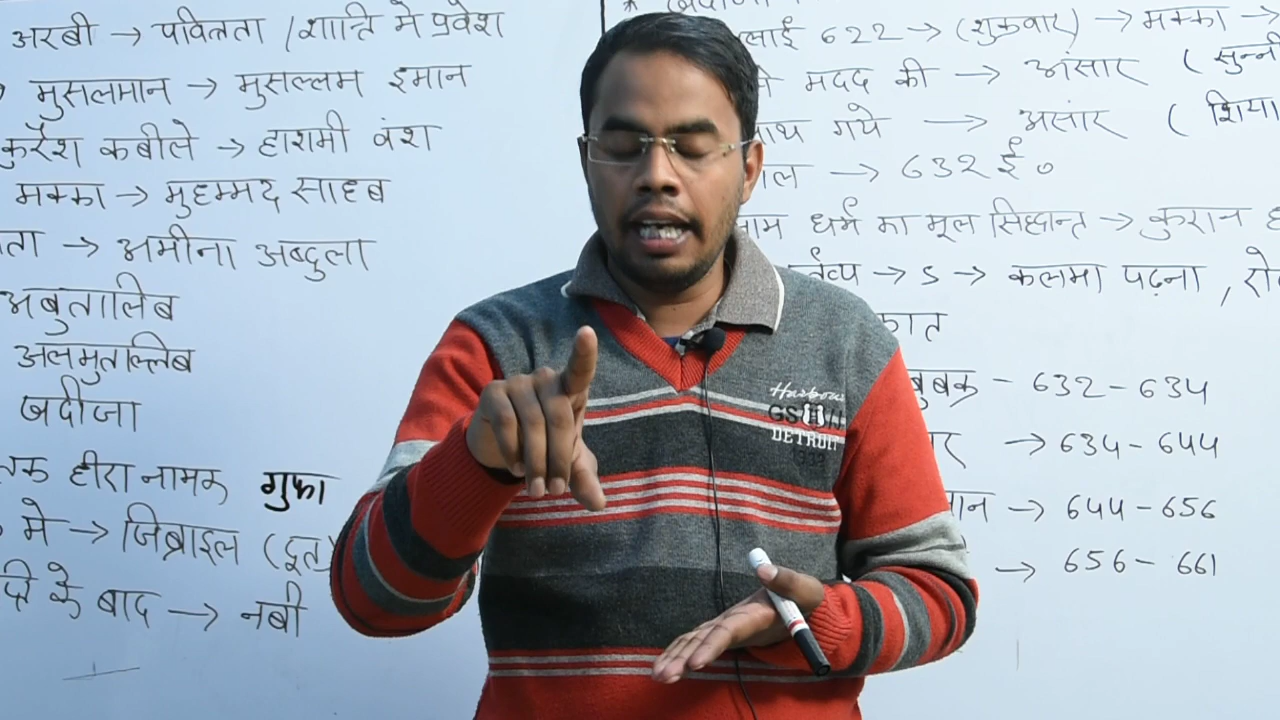 अरबी → पवित्रता / शान्ति मे प्रवेश
मुसलमान → मुसल्लम इमान
कुरैश कबीले → हाशमी वंश
मक्का → मुहम्मद साहब
ता → अमीना अब्दुला
अबुतालिब
अलमुतल्लिब
खदीजा
हीरा नामक गुफा
मे → जिब्राइल (दूत)
दी के बाद → नबी
लाई 622 → (शुक्रवार) → मक्का →
मदद की → अंसार ( सुन्नी
साथ गये → असांर ( शिया
ाल → 632 ई०
लाम धर्म का मूल सिद्धान्त → कुरान
र्तव्य → 5 → कलमा पढ़ना , रो
कात
बुबक्र - 632-634
र → 634-644
मान → 644-656
→ 656- 661
Harbour
DETROIT